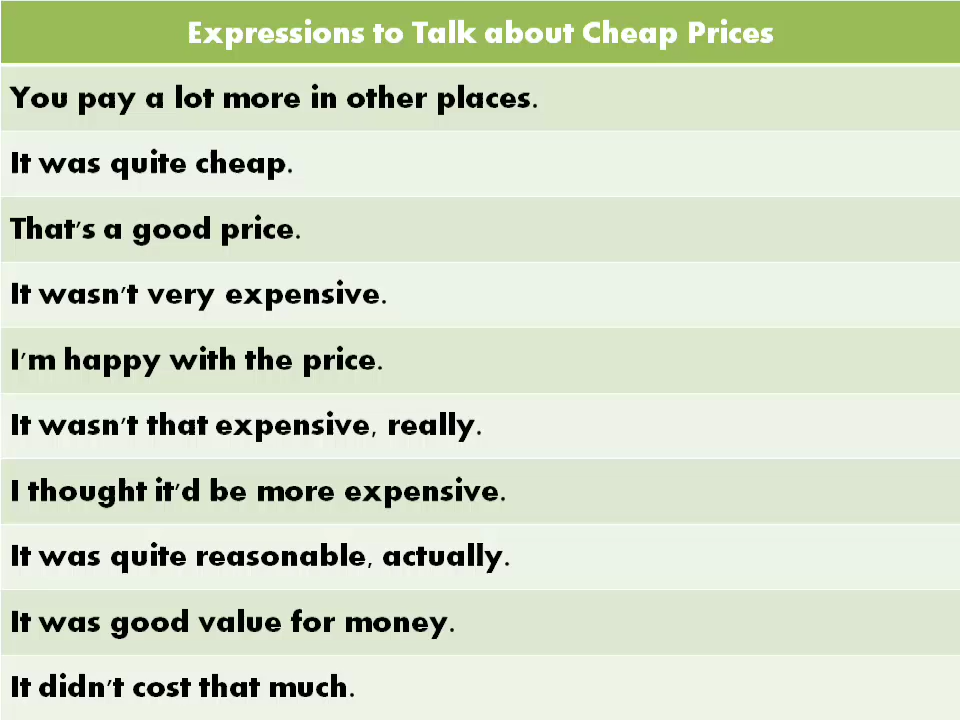 Expressions to Talk about Cheap Prices
You pay a lot more in other places.
It was quite cheap.
That's a good price.
It wasn't very expensive.
I'm happy with the price.
It wasn't that expensive, really.
I thought it'd be more expensive.
It was quite reasonable, actually.
It was good value for money.
It didn't cost that much.